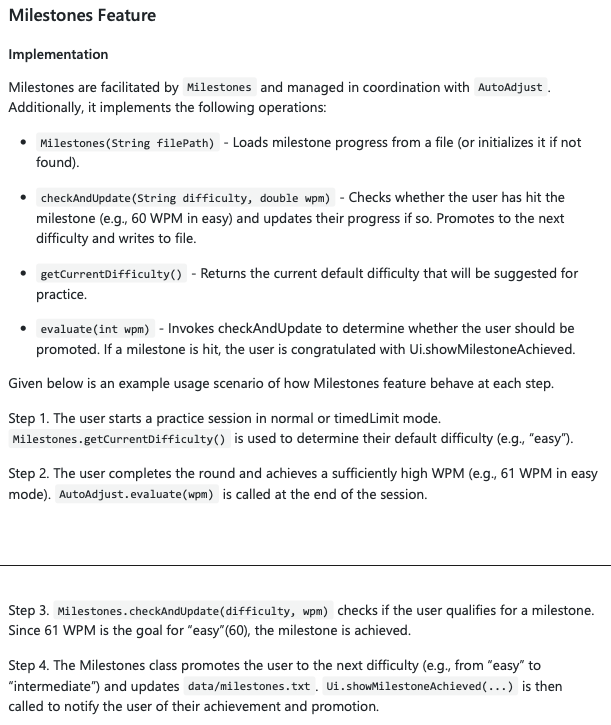 Milestones Feature
Implementation
Milestones are facilitated by Milestones and managed in coordination with AutoAdjust .
Additionally, it implements the following operations:
• Milestones(String filePath) - Loads milestone progress from a file (or initializes it if not
found).
• checkAndUpdate(String difficulty, double wpm) - Checks whether the user has hit the
milestone (e.g., 60 WPM in easy) and updates their progress if so. Promotes to the next
difficulty and writes to file.
• getCurrentDifficulty() - Returns the current default difficulty that will be suggested for
practice.
• evaluate(int wpm) - Invokes checkAndUpdate to determine whether the user should be
promoted. If a milestone is hit, the user is congratulated with Ui.showMilestoneAchieved.
Given below is an example usage scenario of how Milestones feature behave at each step.
Step 1. The user starts a practice session in normal or timedLimit mode.
Milestones.getCurrentDifficulty() is used to determine their default difficulty (e.g., “easy”).
Step 2. The user completes the round and achieves a sufficiently high WPM (e.g., 61 WPM in easy
mode). AutoAdjust.evaluate(wpm) is called at the end of the session.
Step 3. Milestones.checkAndUpdate(difficulty, wpm) checks if the user qualifies for a milestone.
Since 61 WPM is the goal for “easy”(60), the milestone is achieved.
Step 4. The Milestones class promotes the user to the next difficulty (e.g., from “easy” to
“intermediate”) and updates data/milestones.txt . Ui.showMilestoneAchieved(...) is then
called to notify the user of their achievement and promotion.